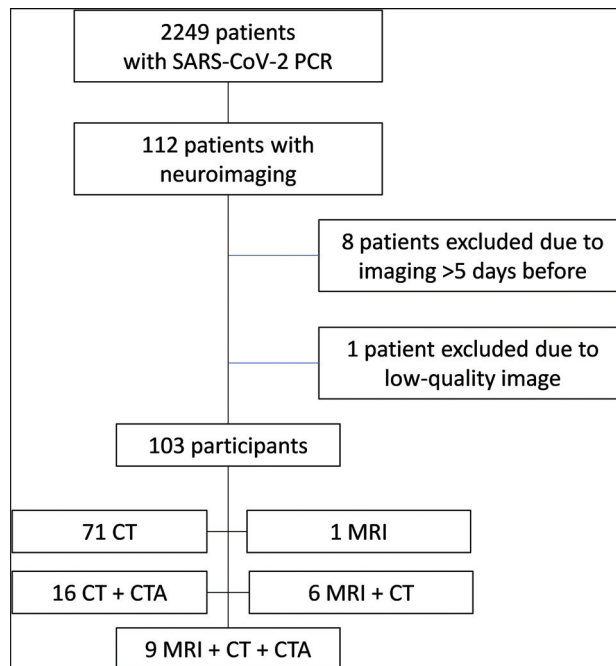 2249 patients
with SARS-CoV-2 PCR
112 patients with
neuroimaging
8 patients excluded due to
imaging >5 days before
1 patient excluded due to
low-quality image
103 participants
71 CT
1 MRI
16 CT + CTA
6 MRI + CT
9 MRI + CT + CTA